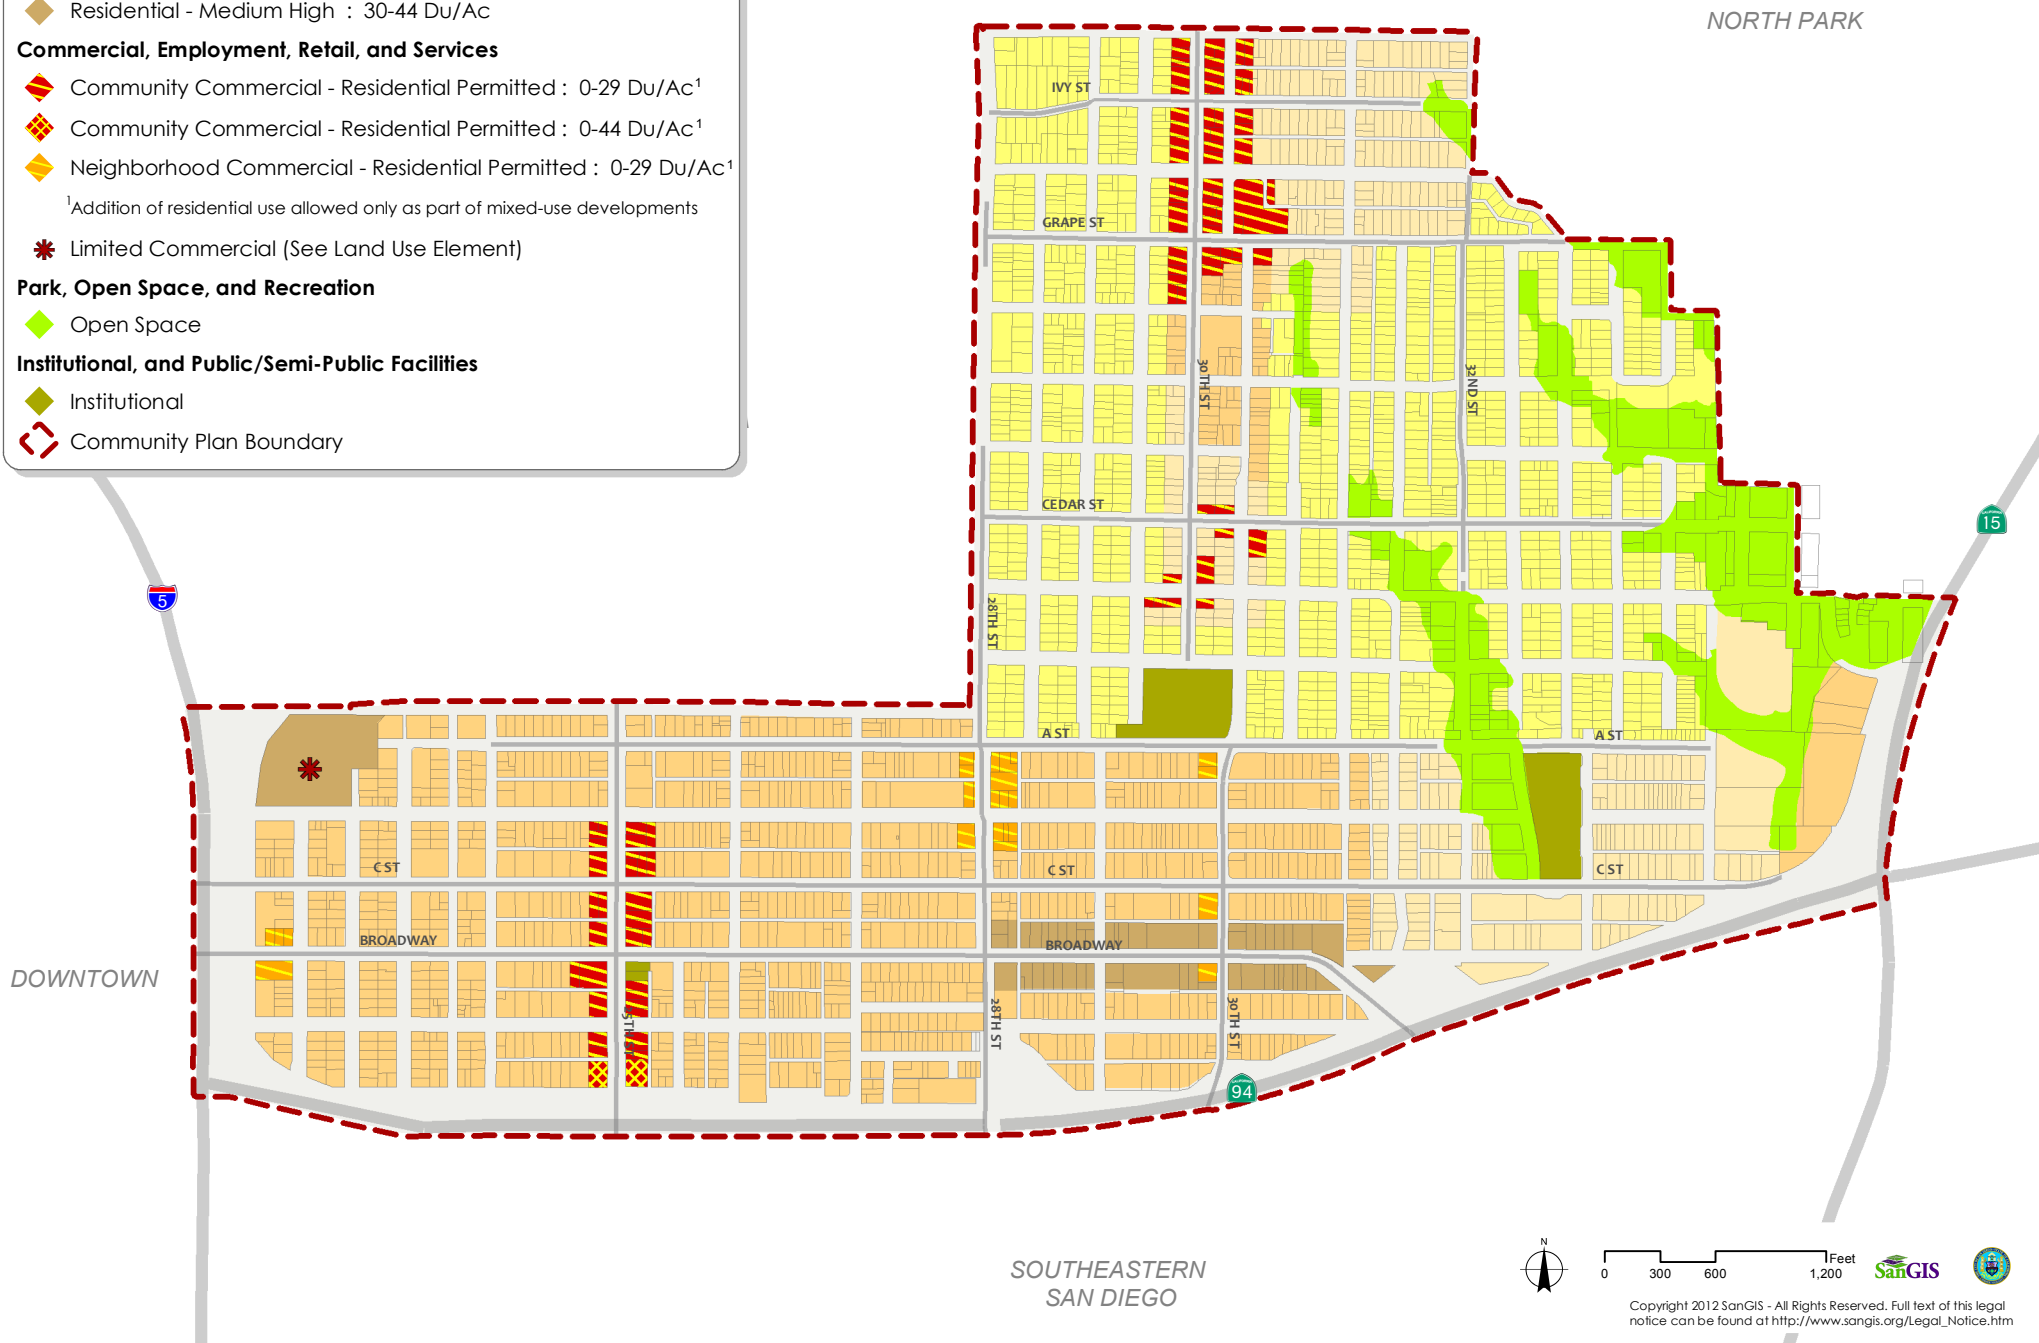 Residential - Medium High : 30-44 Du/Ac
Commercial, Employment, Retail, and Services
Community Commercial - Residential Permitted : 0-29 Du/Ac¹
Community Commercial - Residential Permitted : 0-44 Du/Ac¹
Neighborhood Commercial - Residential Permitted : 0-29 Du/Ac¹
¹Addition of residential use allowed only as part of mixed-use developments
Limited Commercial (See Land Use Element)
Park, Open Space, and Recreation
Open Space
Institutional, and Public/Semi-Public Facilities
Institutional
Community Plan Boundary
NORTH PARK
IVY ST
GRAPE ST
30TH ST
32ND ST
CEDAR ST
CALIFORNIA
15
5
28TH ST
A ST
A ST
C ST
C ST
C ST
BROADWAY
BROADWAY
DOWNTOWN
28TH ST
30TH ST
CALIFORNIA
94
SOUTHEASTERN
SAN DIEGO
N
Feet
0 300 600 1,200
SanGIS
Copyright 2012 SanGIS - All Rights Reserved. Full text of this legal
notice can be found at http://www.sangis.org/Legal_Notice.htm